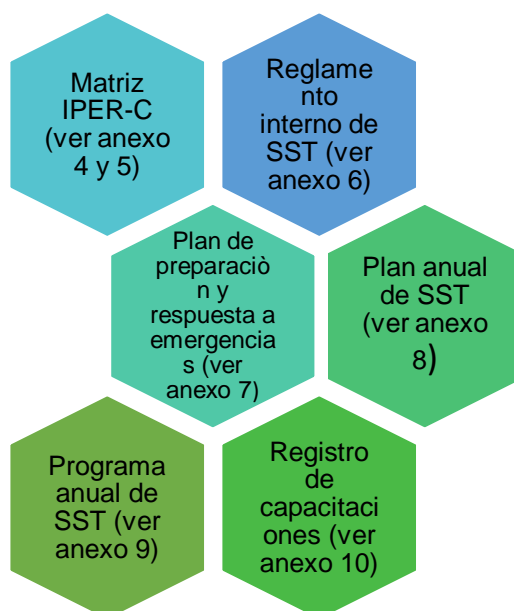 Matriz
IPER-C
(ver anexo
4 y 5)
Reglame
nto
interno de
SST (ver
anexo 6)
Plan de
preparaciò
n y
respuesta a
emergencia
s (ver
anexo 7)
Plan anual
de SST
(ver anexo
8)
Programa
anual de
SST (ver
anexo 9)
Registro
de
capacitaci
ones (ver
anexo 10)